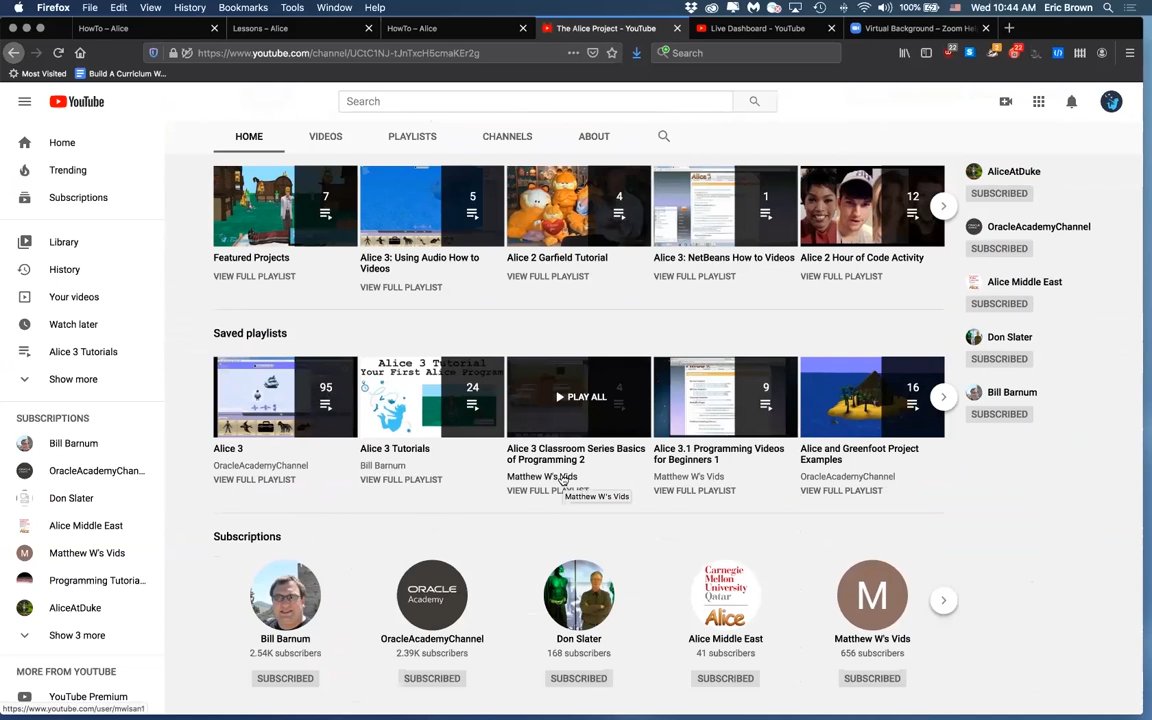 Firefox File Edit View History Bookmarks Tools Window Help 100% Wed 10:44 AM Eric Brown
HowTo – Alice Lessons – Alice HowTo – Alice The Alice Project - YouTube Live Dashboard - YouTube Virtual Background – Zoom He
https://www.youtube.com/channel/UCtC1NJ-tJnTxcH5cmaKEr2g Search 22 2 22
Most Visited Build A Curriculum W...
YouTube Search
HOME VIDEOS PLAYLISTS CHANNELS ABOUT
Home
Trending
Subscriptions
Library
History
Your videos
Watch later
Alice 3 Tutorials
Show more
SUBSCRIPTIONS
Bill Barnum
OracleAcademyChan...
Don Slater
Alice Middle East
M Matthew W's Vids
Programming Tutoria...
AliceAtDuke
Show 3 more
MORE FROM YOUTUBE
YouTube Premium
https://www.youtube.com/user/mwisan1
7 5 4 1 12
Featured Projects
VIEW FULL PLAYLIST
Alice 3: Using Audio How to
Videos
VIEW FULL PLAYLIST
Alice 2 Garfield Tutorial
VIEW FULL PLAYLIST
Alice 3: NetBeans How to Videos
VIEW FULL PLAYLIST
Alice 2 Hour of Code Activity
VIEW FULL PLAYLIST
Saved playlists
95
Alice 3
OracleAcademyChannel
VIEW FULL PLAYLIST
Alice 3 Tutorial
Your First Alice Program
24
Alice 3 Tutorials
Bill Barnum
VIEW FULL PLAYLIST
PLAY ALL 4
Alice 3 Classroom Series Basics
of Programming 2
Matthew W's Vids
VIEW FULL PLAYLIST
Matthew W's Vids
9
Alice 3.1 Programming Videos
for Beginners 1
Matthew W's Vids
VIEW FULL PLAYLIST
16
Alice and Greenfoot Project
Examples
OracleAcademyChannel
VIEW FULL PLAYLIST
Subscriptions
Bill Barnum
2.54K subscribers
SUBSCRIBED
ORACLE
Academy
OracleAcademyChannel
2.39K subscribers
SUBSCRIBED
Don Slater
168 subscribers
SUBSCRIBED
Carnegie
Mellon
University
Qatar
Alice
Alice Middle East
41 subscribers
SUBSCRIBED
M
Matthew W's Vids
656 subscribers
SUBSCRIBED
AliceAtDuke
SUBSCRIBED
OracleAcademyChannel
SUBSCRIBED
Alice Middle East
SUBSCRIBED
Don Slater
SUBSCRIBED
Bill Barnum
SUBSCRIBED